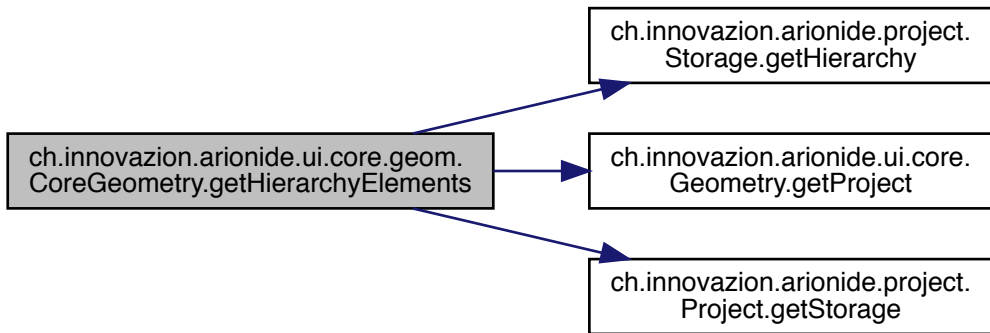 ch.innovazion.arionide.ui.core.geom.
CoreGeometry.getHierarchyElements
ch.innovazion.arionide.project.
Storage.getHierarchy
ch.innovazion.arionide.ui.core.
Geometry.getProject
ch.innovazion.arionide.project.
Project.getStorage